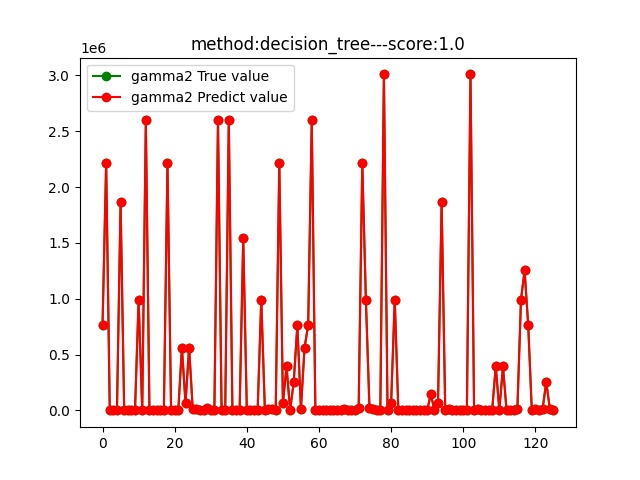 method:decision_tree---score:1.0
1e6
gamma2 True value
gamma2 Predict value
3.0
2.5
2.0
1.5
1.0
0.5
0.0
0 20 40 60 80 100 120